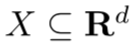 X ⊆ R^d